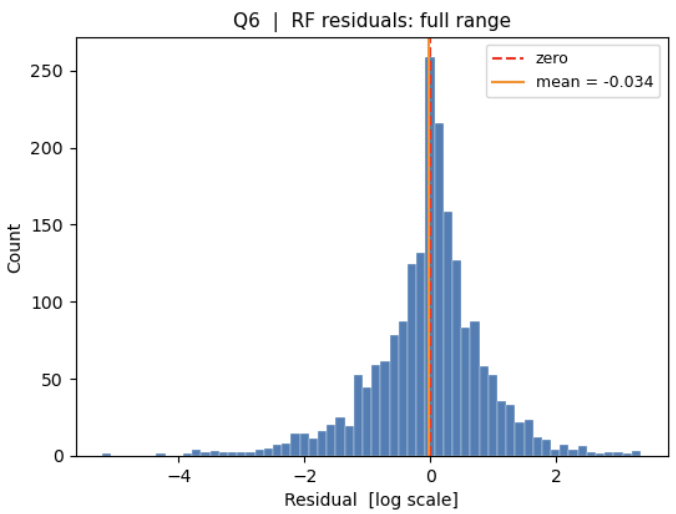 Q6 | RF residuals: full range
zero
mean = -0.034
Count
250
200
150
100
50
0
−4
−2
0
2
Residual [log scale]